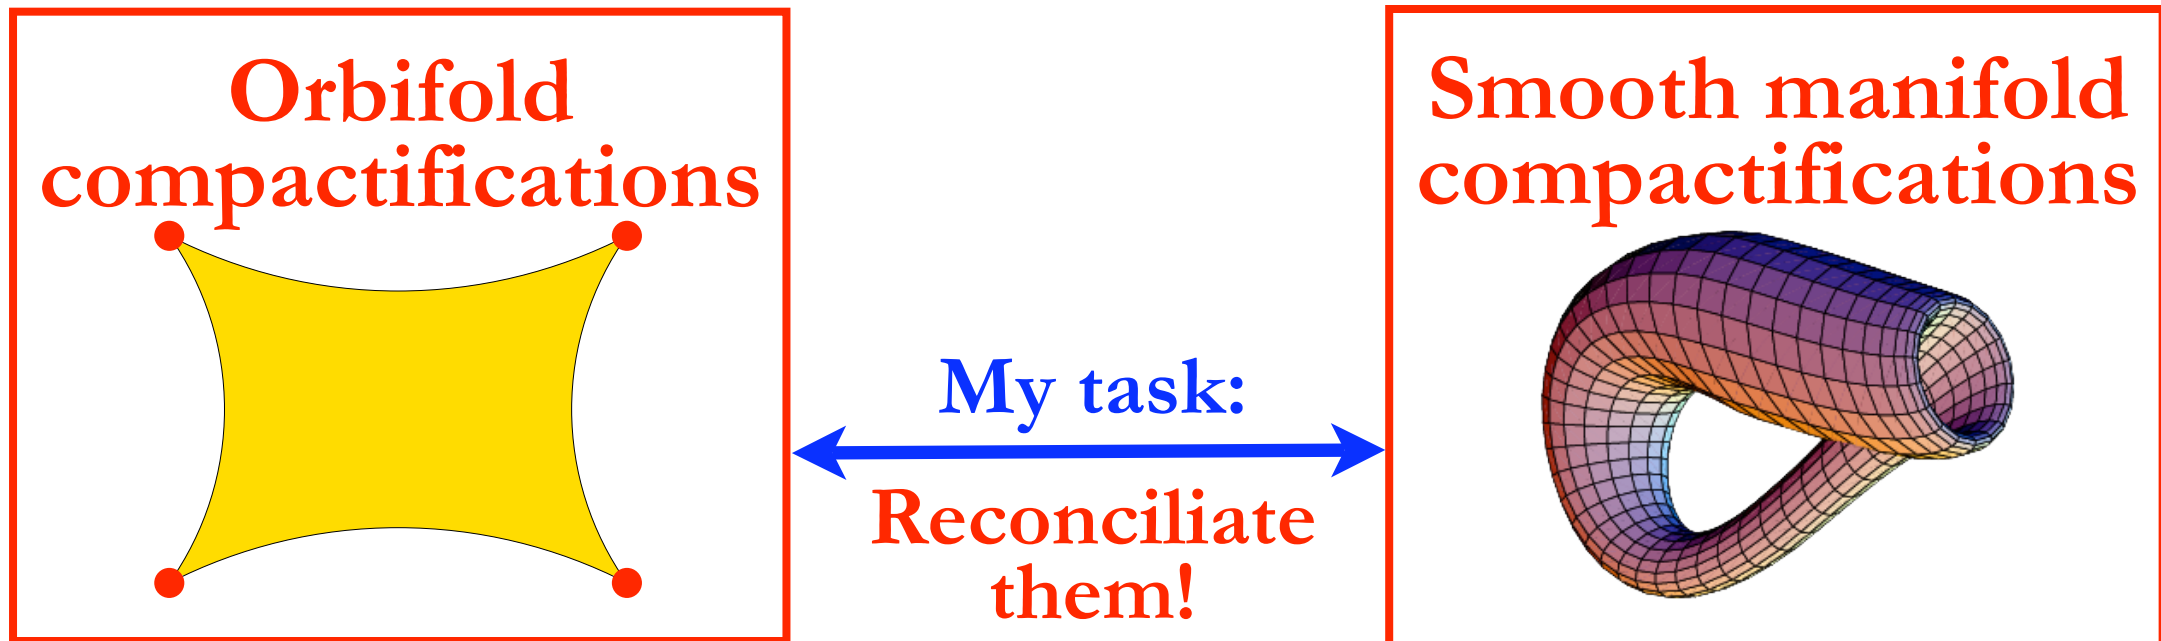 Orbifold
compactifications
My task:
Reconciliate
them!
Smooth manifold
compactifications